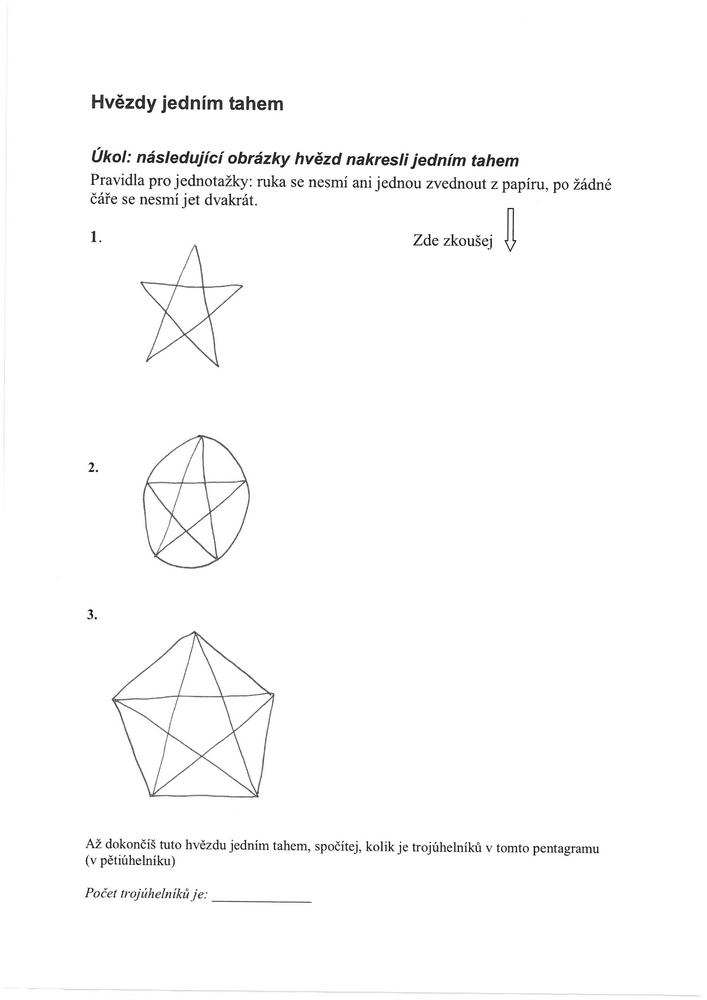 Hvězdy jedním tahem
Úkol: následující obrázky hvězd nakresli jedním tahem
Pravidla pro jednotažky: ruka se nesmí ani jednou zvednout z papíru, po žádné
čáře se nesmí jet dvakrát.
1.
Zde zkoušej
2.
3.
Až dokončíš tuto hvězdu jedním tahem, spočítej, kolik je trojúhelníků v tomto pentagramu
(v pětiúhelníku)
Počet trojúhelníků je: ______________